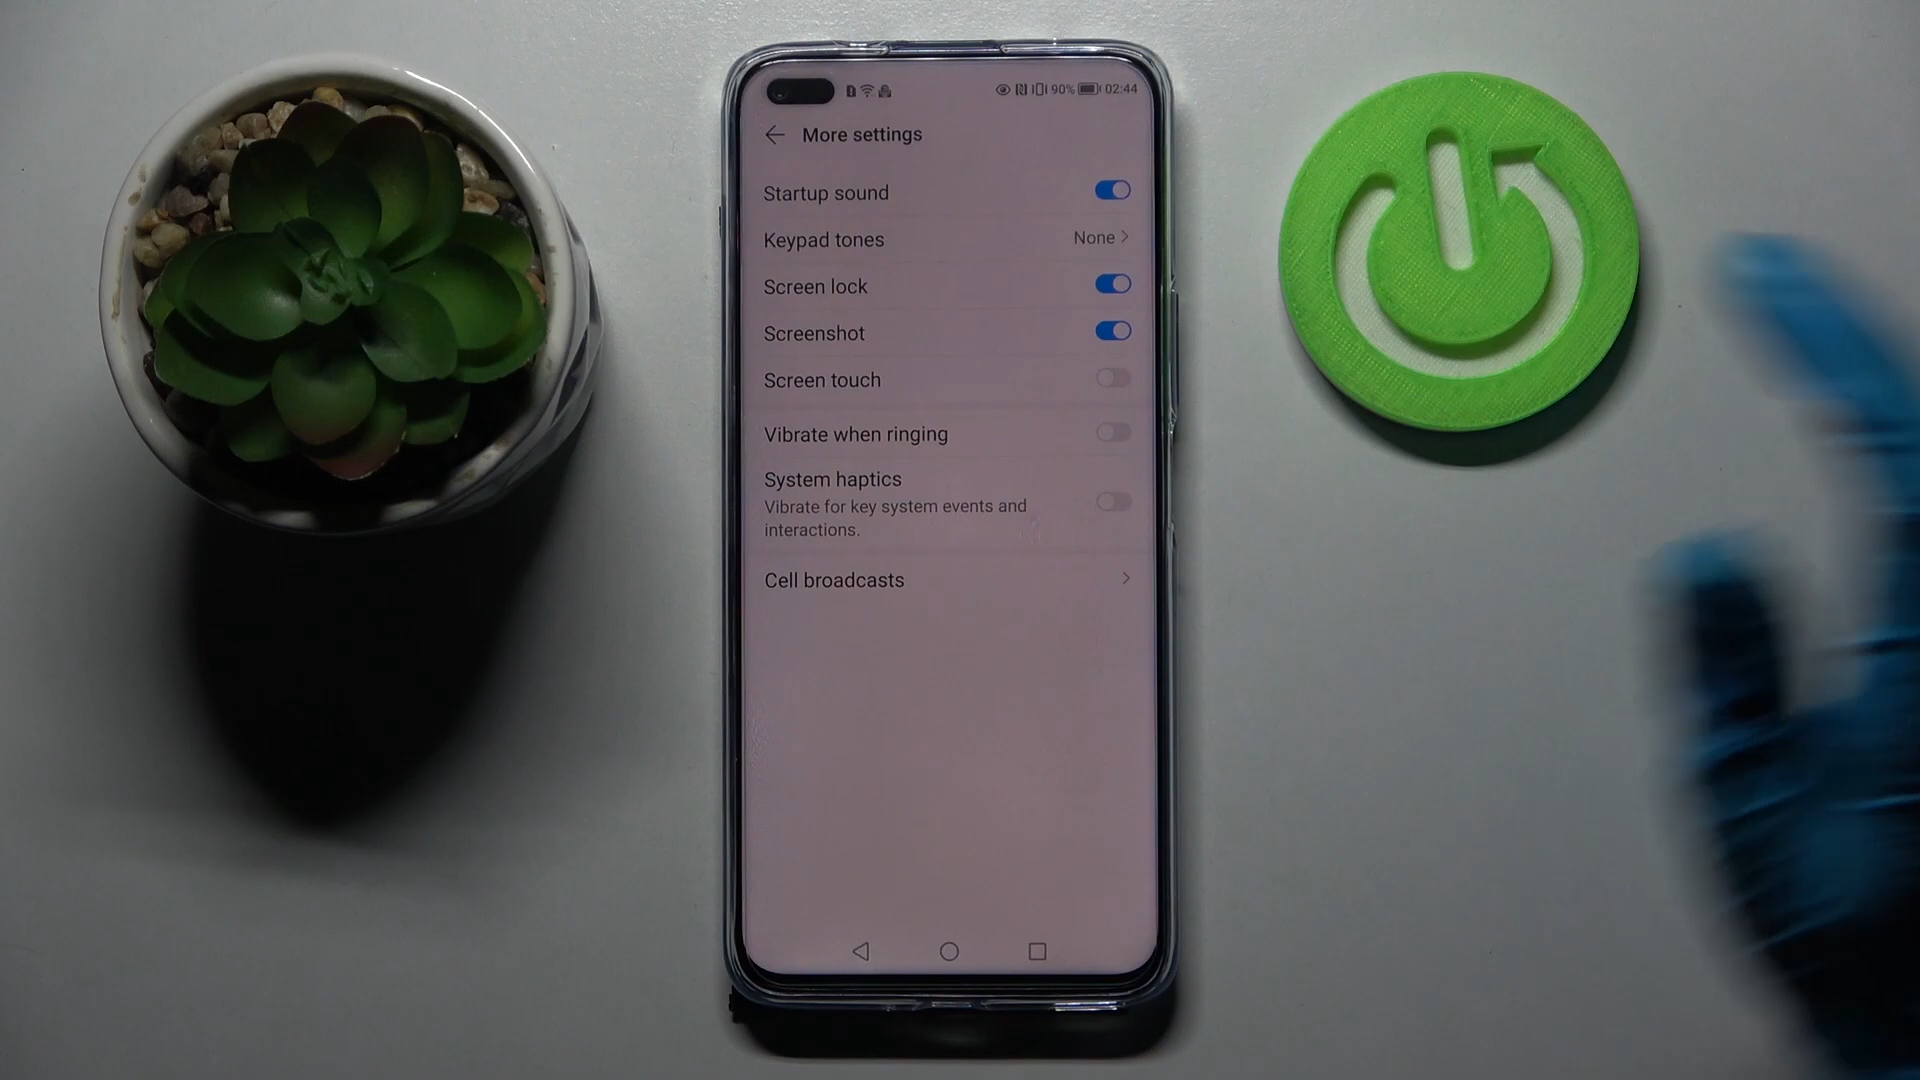 90% 02:44
More settings
Startup sound
Keypad tones None
Screen lock
Screenshot
Screen touch
Vibrate when ringing
System haptics
Vibrate for key system events and
interactions.
Cell broadcasts